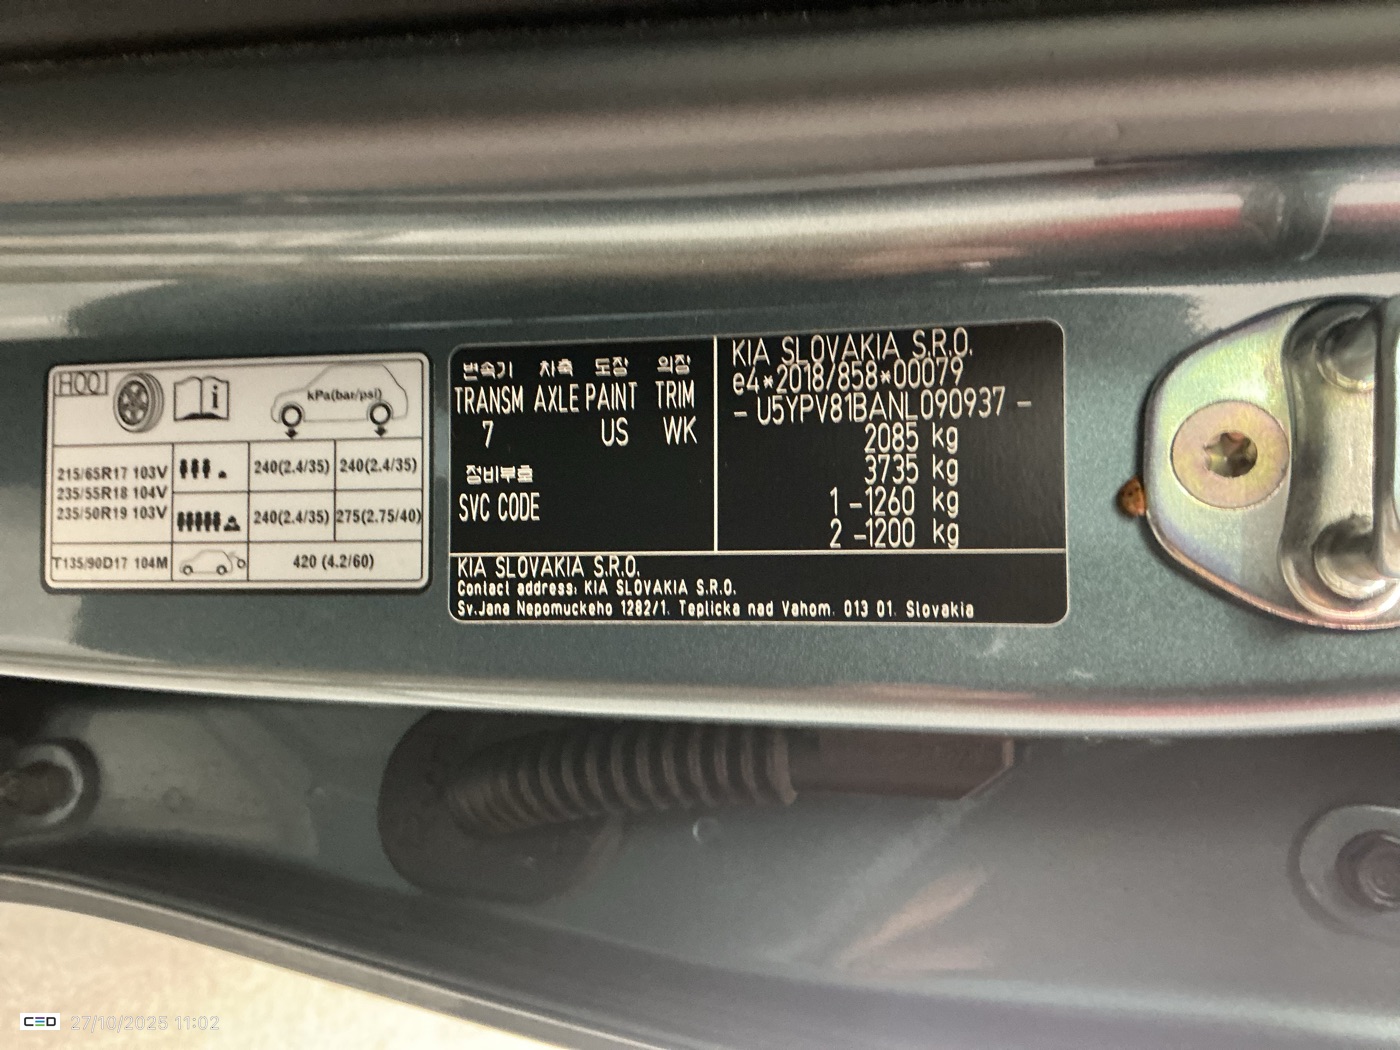 H00
kPa(bar/psi)
215/65R17 103V
235/55R18 104V
235/50R19 103V
240(2.4/35) 240(2.4/35)
240(2.4/35) 275(2.75/40)
T135/90D17 104M
420 (4.2/60)
변속기 차축 도장 의장
TRANSM AXLE PAINT TRIM
7 US WK
정비부호
SVC CODE
KIA SLOVAKIA S.R.O.
e4*2018/858*00079
- U5YPV81BANL090937 -
2085 kg
3735 kg
1 -1260 kg
2 -1200 kg
KIA SLOVAKIA S.R.O.
Contact address: KIA SLOVAKIA S.R.O.
Sv.Jana Nepomuckeho 1282/1. Teplicka nad Vahom. 013 01. Slovakia
CED 27/10/2025 11:02